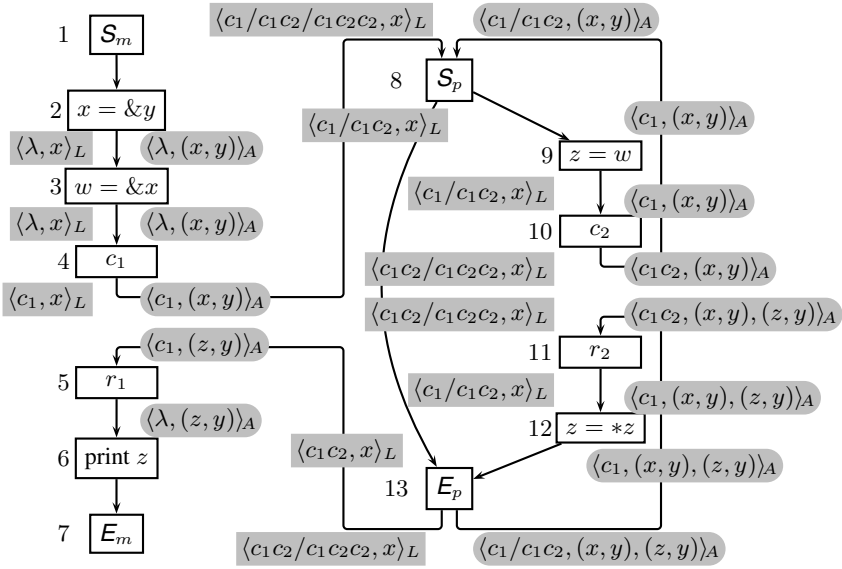 ⟨c₁/c₁c₂/c₁c₂c₂, x⟩L
⟨c₁/c₁c₂, (x, y)⟩A
1 Sₘ
8 Sₚ
2 x = &y
⟨c₁/c₁c₂, x⟩L
⟨c₁, (x, y)⟩A
⟨λ, x⟩L ⟨λ, (x, y)⟩A
9 z = w
3 w = &x
⟨c₁/c₁c₂, x⟩L
⟨c₁, (x, y)⟩A
⟨λ, x⟩L ⟨λ, (x, y)⟩A
10 c₂
4 c₁
⟨c₁c₂/c₁c₂c₂, x⟩L
⟨c₁c₂, (x, y)⟩A
⟨c₁, x⟩L ⟨c₁, (x, y)⟩A
⟨c₁c₂/c₁c₂c₂, x⟩L
⟨c₁c₂, (x, y), (z, y)⟩A
⟨c₁, (z, y)⟩A
11 r₂
5 r₁
⟨c₁/c₁c₂, x⟩L
⟨c₁, (x, y), (z, y)⟩A
⟨λ, (z, y)⟩A
12 z = ∗z
6 print z
⟨c₁c₂, x⟩L
⟨c₁, (x, y), (z, y)⟩A
13 Eₚ
7 Eₘ
⟨c₁c₂/c₁c₂c₂, x⟩L
⟨c₁/c₁c₂, (x, y), (z, y)⟩A